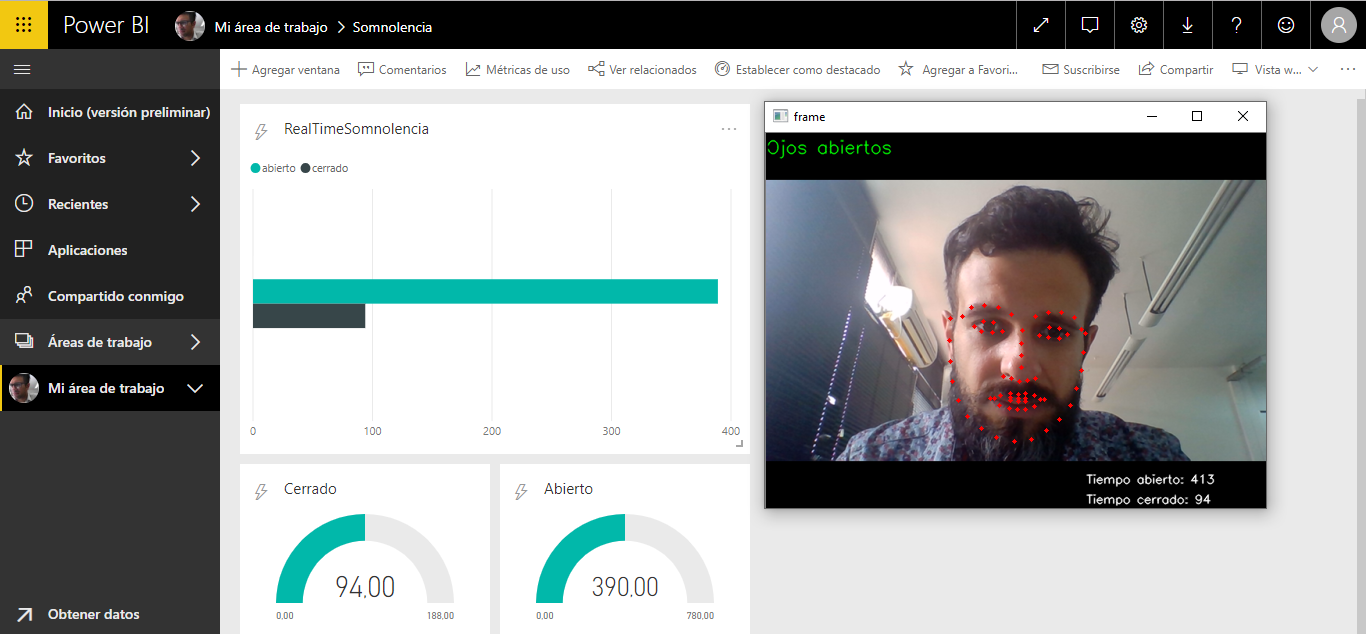 Power BI Mi área de trabajo > Somnolencia
Agregar ventana Comentarios Métricas de uso Ver relacionados Establecer como destacado Agregar a Favori... Suscribirse Compartir Vista w... ...
Inicio (versión preliminar)
Favoritos
Recientes
Aplicaciones
Compartido conmigo
Áreas de trabajo
Mi área de trabajo
Obtener datos
RealTimeSomnolencia
abierto cerrado
0 100 200 300 400
Cerrado
94,00
0,00 188,00
Abierto
390,00
0,00 780,00
frame
Ojos abiertos
Tiempo abierto: 413
Tiempo cerrado: 94